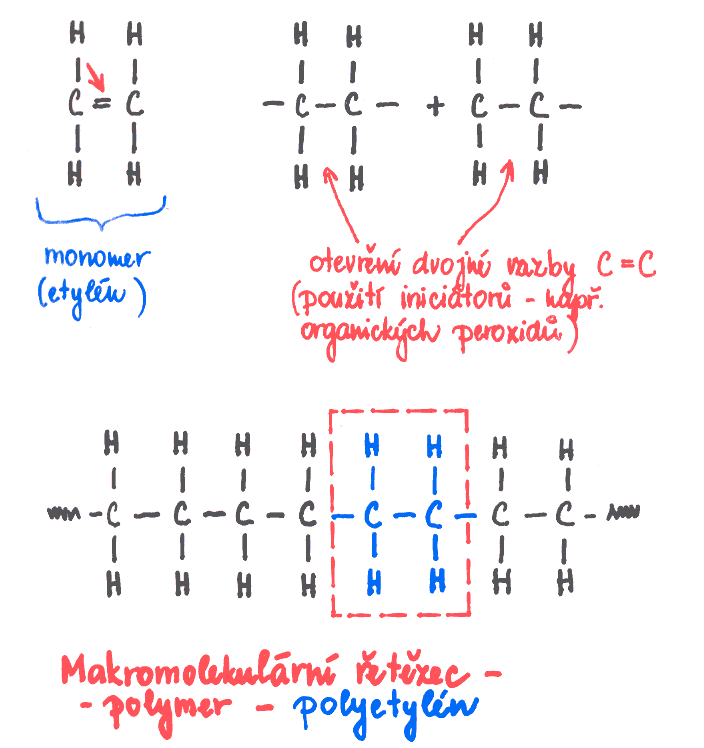 H H H H H H
C = C - C - C - + C - C -
H H H H H H
monomer
(etylén)
otevření dvojné vazby C = C
(použití iniciátorů - např.
organických peroxidů)
H H H H H H H H
- C - C - C - C - C - C - C - C -
H H H H H H H H
Makromolekulární řetězec -
- polymer - polyetylén